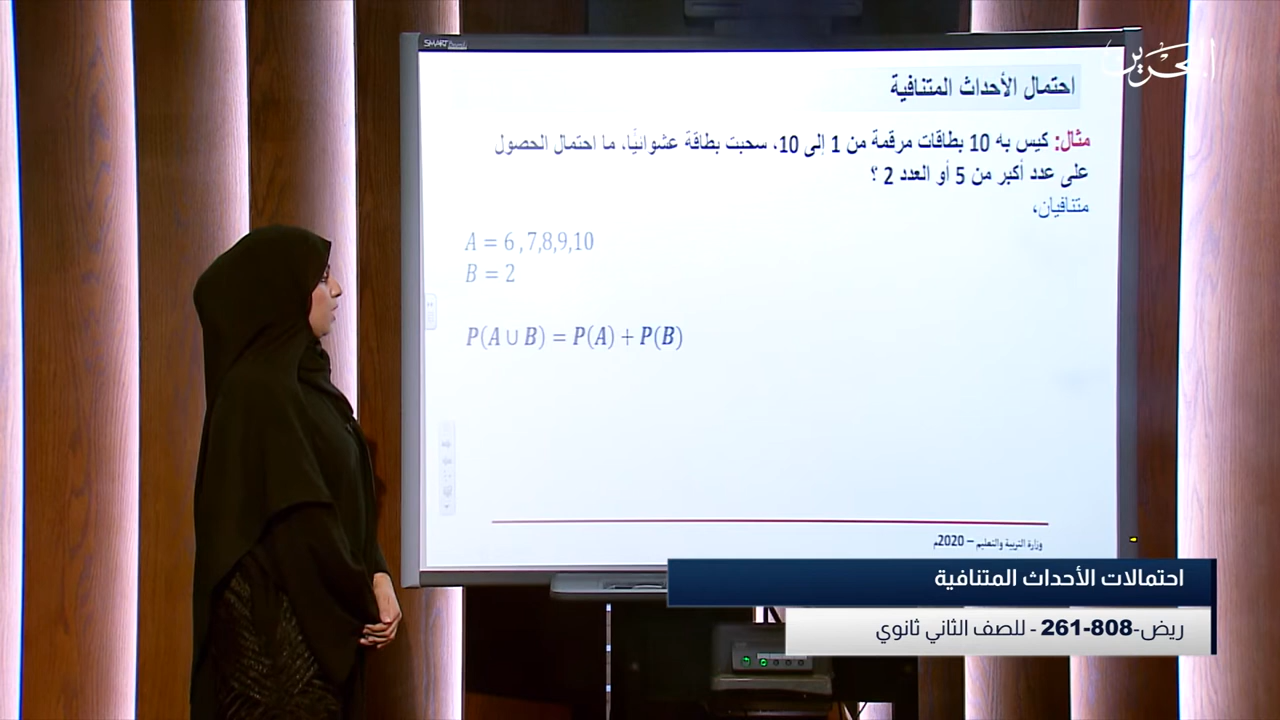 SMART
البحرين
احتمال الأحداث المتنافية
مثال: كيس به 10 بطاقات مرقمة من 1 إلى 10، سحبت بطاقة عشوائيًّا، ما احتمال الحصول
على عدد أكبر من 5 أو العدد 2 ؟
متنافيان،
A = 6 ,7,8,9,10
B = 2
P(A ∪ B) = P(A) + P(B)
وزارة التربية والتعليم – 2020م
احتمالات الأحداث المتنافية
ريض-808-261 - للصف الثاني ثانوي